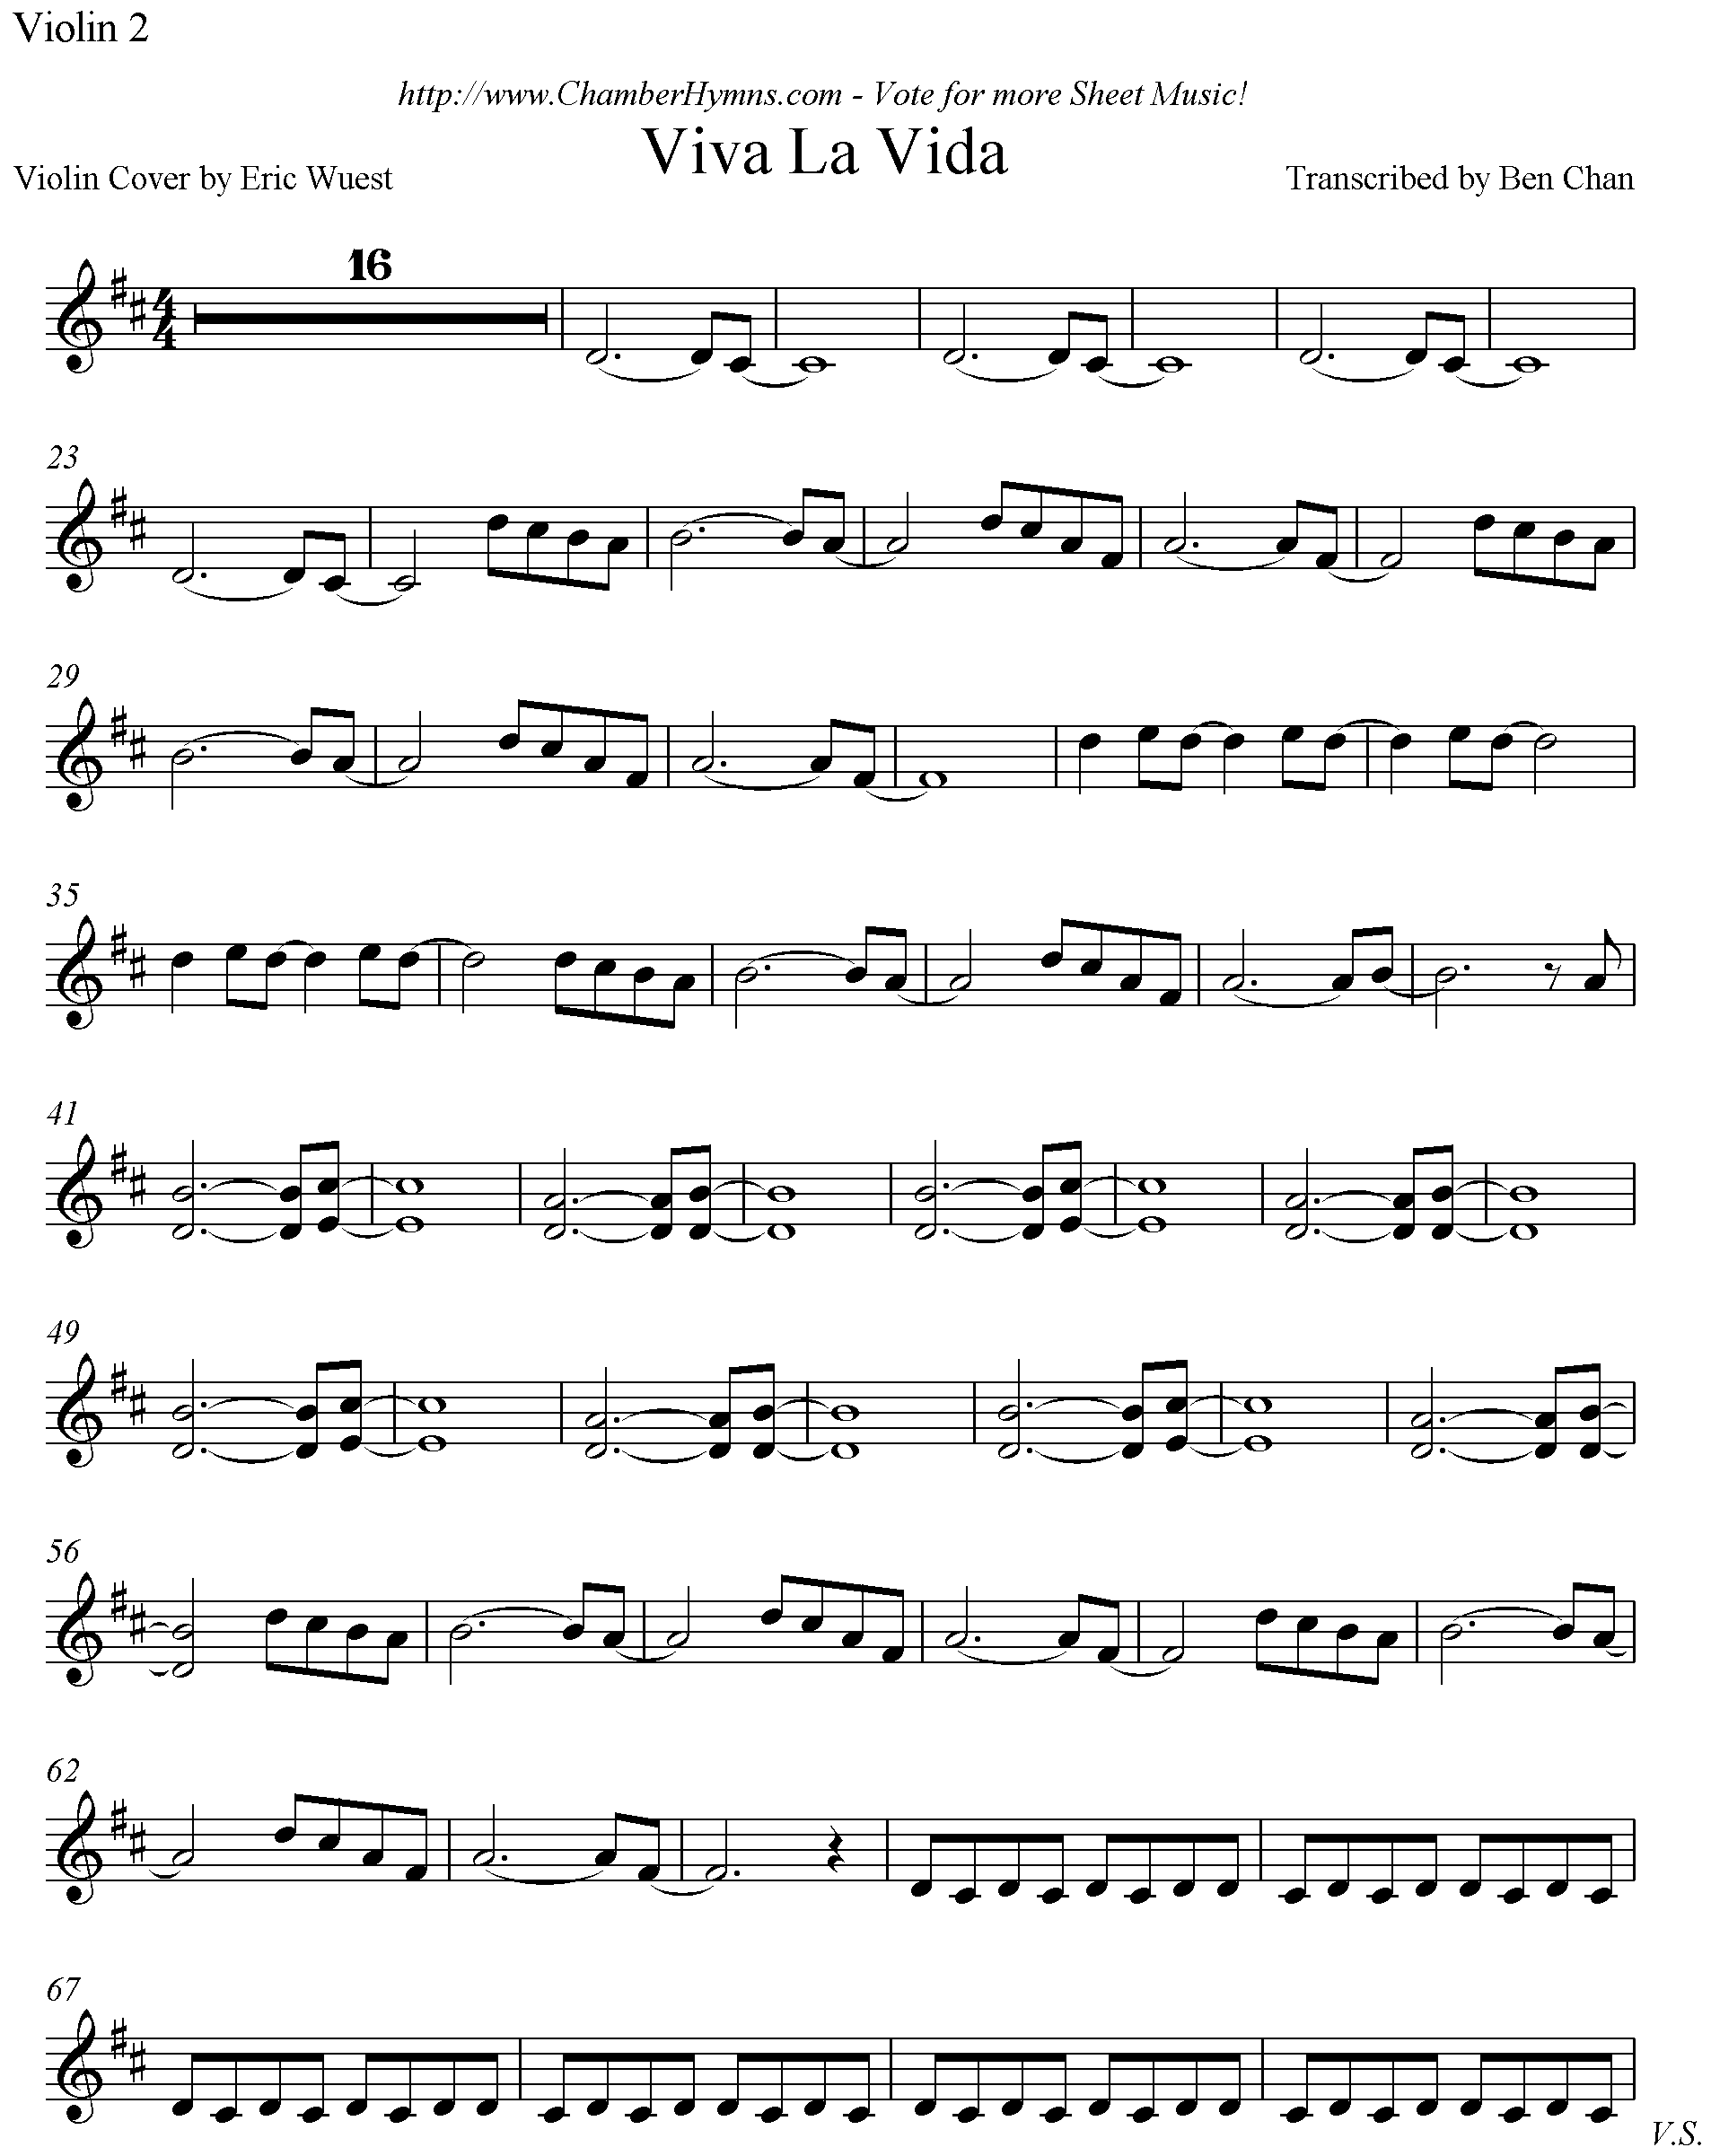 Violin 2
http://www.ChamberHymns.com - Vote for more Sheet Music!
Viva La Vida
Violin Cover by Eric Wuest
Transcribed by Ben Chan
16
4
4
23
29
35
41
49
56
62
67
V.S.